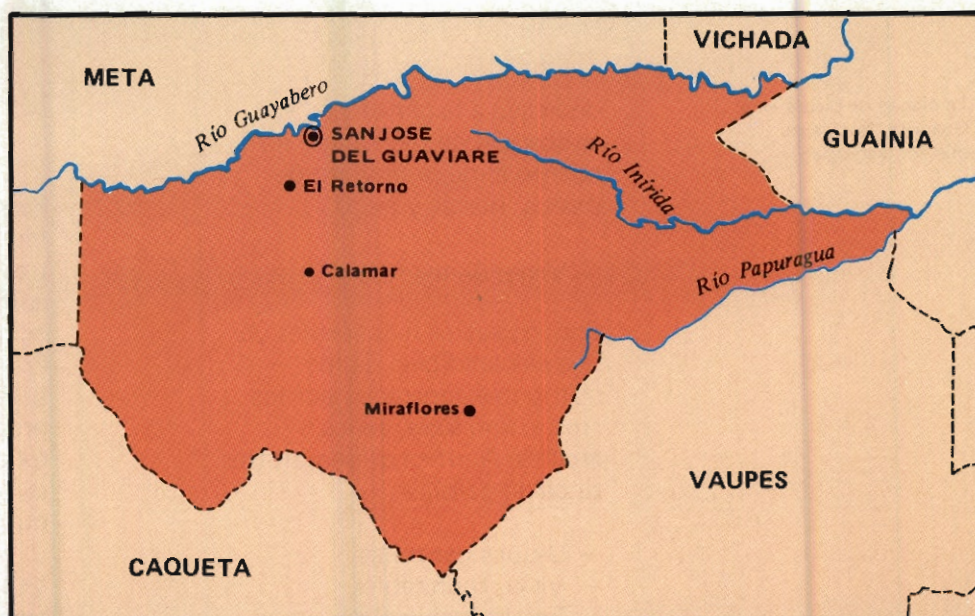 VICHADA
META
Río Guayabero
SAN JOSE
DEL GUAVIARE
GUAINIA
Río Inírida
El Retorno
Calamar
Río Papuragua
Miraflores
VAUPES
CAQUETA